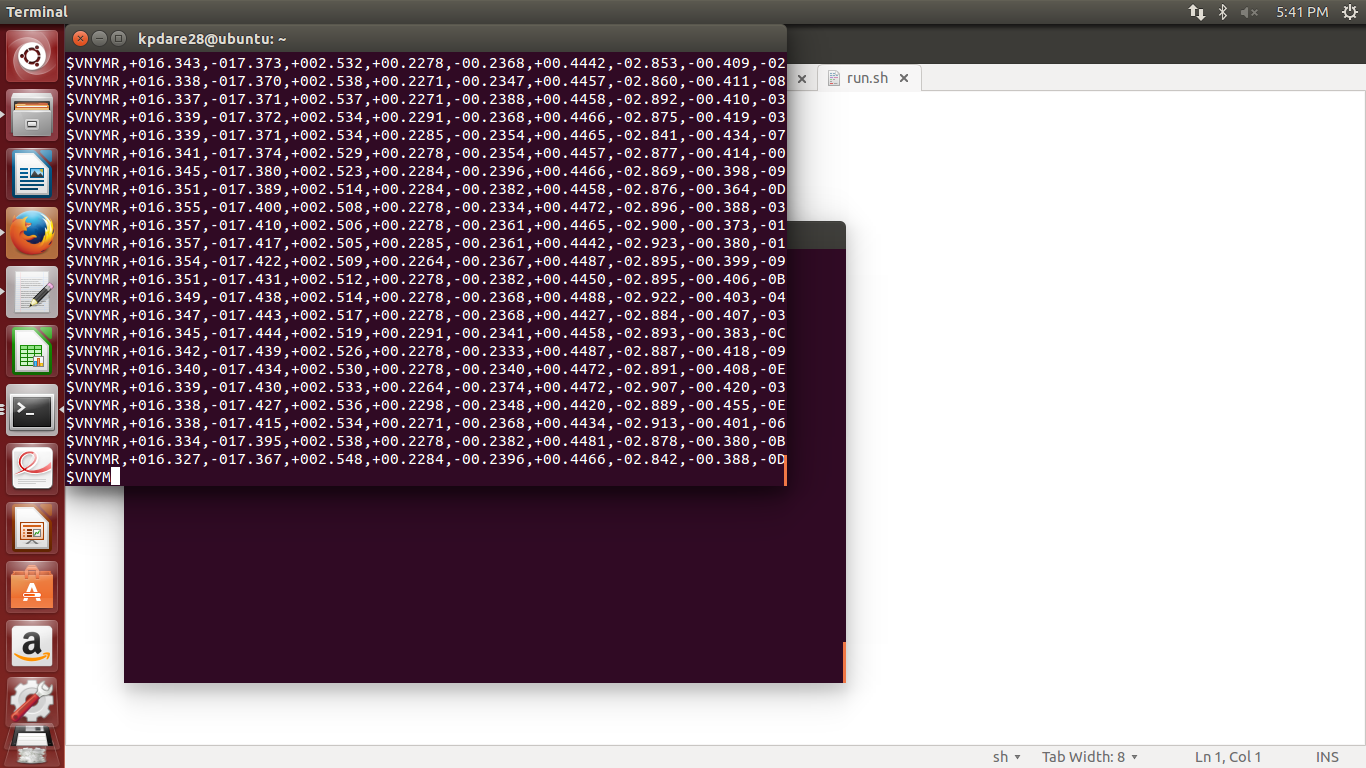 Terminal
5:41 PM
kpdare28@ubuntu: ~
run.sh
$VNYMR,+016.343,-017.373,+002.532,+00.2278,-00.2368,+00.4442,-02.853,-00.409,-02
$VNYMR,+016.338,-017.370,+002.538,+00.2271,-00.2347,+00.4457,-02.860,-00.411,-08
$VNYMR,+016.337,-017.371,+002.537,+00.2271,-00.2388,+00.4458,-02.892,-00.410,-03
$VNYMR,+016.339,-017.372,+002.534,+00.2291,-00.2368,+00.4466,-02.875,-00.419,-03
$VNYMR,+016.339,-017.371,+002.534,+00.2285,-00.2354,+00.4465,-02.841,-00.434,-07
$VNYMR,+016.341,-017.374,+002.529,+00.2278,-00.2354,+00.4457,-02.877,-00.414,-00
$VNYMR,+016.345,-017.380,+002.523,+00.2284,-00.2396,+00.4466,-02.869,-00.398,-09
$VNYMR,+016.351,-017.389,+002.514,+00.2284,-00.2382,+00.4458,-02.876,-00.364,-0D
$VNYMR,+016.355,-017.400,+002.508,+00.2278,-00.2334,+00.4472,-02.896,-00.388,-03
$VNYMR,+016.357,-017.410,+002.506,+00.2278,-00.2361,+00.4465,-02.900,-00.373,-01
$VNYMR,+016.357,-017.417,+002.505,+00.2285,-00.2361,+00.4442,-02.923,-00.380,-01
$VNYMR,+016.354,-017.422,+002.509,+00.2264,-00.2367,+00.4487,-02.895,-00.399,-09
$VNYMR,+016.351,-017.431,+002.512,+00.2278,-00.2382,+00.4450,-02.895,-00.406,-0B
$VNYMR,+016.349,-017.438,+002.514,+00.2278,-00.2368,+00.4488,-02.922,-00.403,-04
$VNYMR,+016.347,-017.443,+002.517,+00.2278,-00.2368,+00.4427,-02.884,-00.407,-03
$VNYMR,+016.345,-017.444,+002.519,+00.2291,-00.2341,+00.4458,-02.893,-00.383,-0C
$VNYMR,+016.342,-017.439,+002.526,+00.2278,-00.2333,+00.4487,-02.887,-00.418,-09
$VNYMR,+016.340,-017.434,+002.530,+00.2278,-00.2340,+00.4472,-02.891,-00.408,-0E
$VNYMR,+016.339,-017.430,+002.533,+00.2264,-00.2374,+00.4472,-02.907,-00.420,-03
$VNYMR,+016.338,-017.427,+002.536,+00.2298,-00.2348,+00.4420,-02.889,-00.455,-0E
$VNYMR,+016.338,-017.415,+002.534,+00.2271,-00.2368,+00.4434,-02.913,-00.401,-06
$VNYMR,+016.334,-017.395,+002.538,+00.2278,-00.2382,+00.4481,-02.878,-00.380,-0B
$VNYMR,+016.327,-017.367,+002.548,+00.2284,-00.2396,+00.4466,-02.842,-00.388,-0D
$VNYM
sh
Tab Width: 8
Ln 1, Col 1
INS